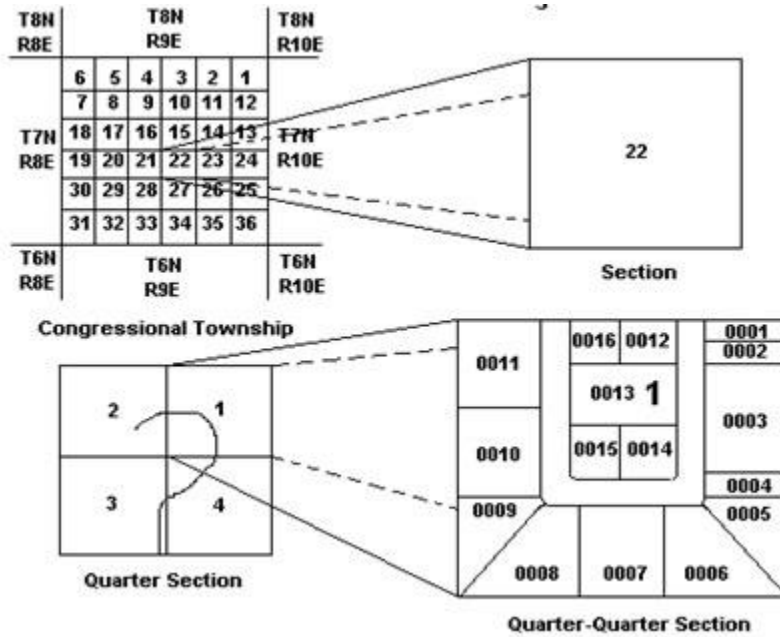 T8N T8N T8N
R8E R9E R10E
6 5 4 3 2 1
7 8 9 10 11 12
18 17 16 15 14 13
T7N T7N
R8E R10E
19 20 21 22 23 24
30 29 28 27 26 25
31 32 33 34 35 36
T6N T6N T6N
R8E R9E R10E
Congressional Township
22
Section
2 1
3 4
Quarter Section
0011 0016 0012 0001
0002
0013 1 0003
0010 0015 0014
0004
0009 0005
0008 0007 0006
Quarter-Quarter Section